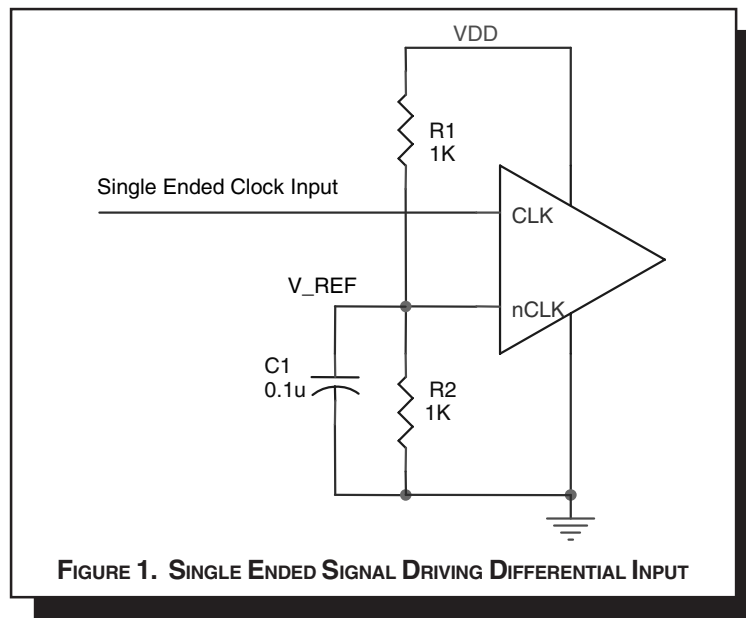 VDD
R1
1K
Single Ended Clock Input
CLK
V_REF
nCLK
C1
0.1u
R2
1K
FIGURE 1. SINGLE ENDED SIGNAL DRIVING DIFFERENTIAL INPUT